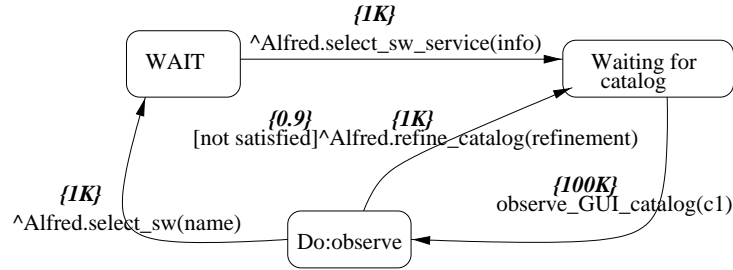 {1K}
^Alfred.select_sw_service(info)
WAIT
Waiting for
catalog
{0.9} {1K}
[not satisfied]^Alfred.refine_catalog(refinement)
{1K}
^Alfred.select_sw(name)
{100K}
observe_GUI_catalog(c1)
Do:observe